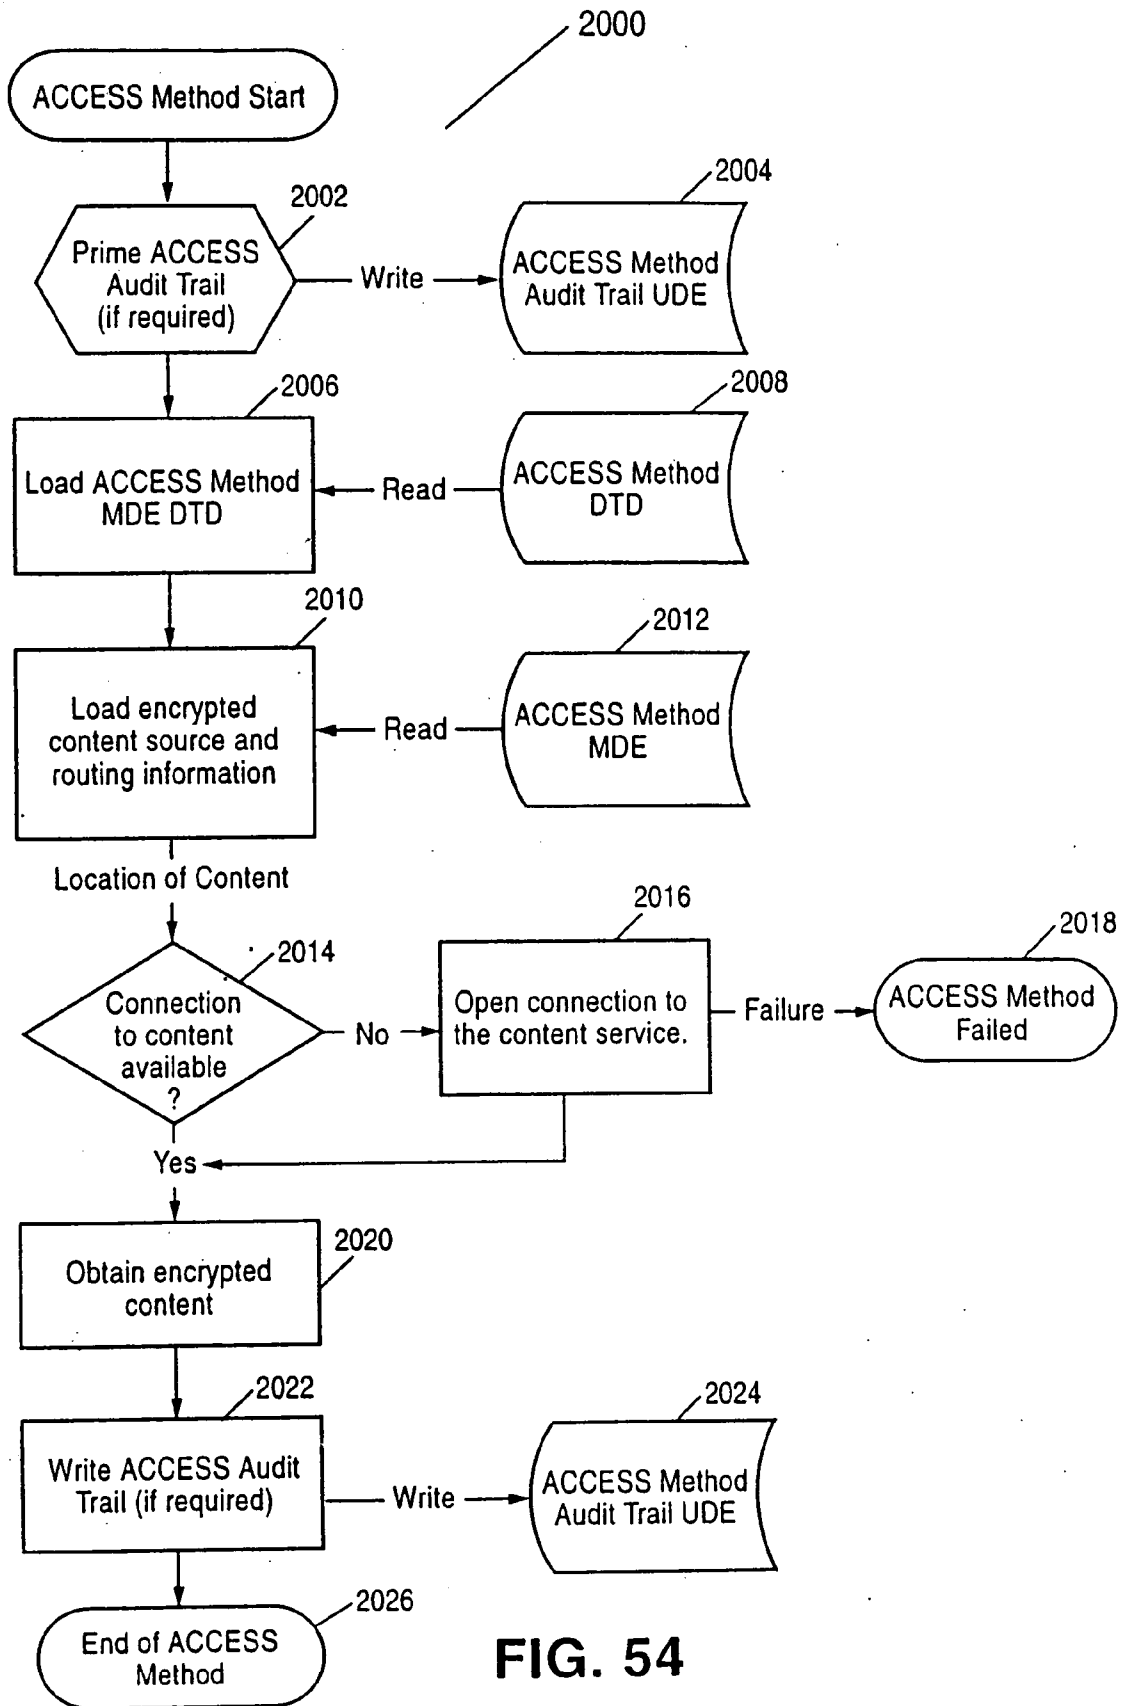 2000
ACCESS Method Start
2002
Prime ACCESS
Audit Trail
(if required)
Write
2004
ACCESS Method
Audit Trail UDE
2006
Load ACCESS Method
MDE DTD
Read
2008
ACCESS Method
DTD
2010
Load encrypted
content source and
routing information
Read
2012
ACCESS Method
MDE
Location of Content
2014
Connection
to content
available
?
No
2016
Open connection to
the content service.
Failure
2018
ACCESS Method
Failed
Yes
2020
Obtain encrypted
content
2022
Write ACCESS Audit
Trail (if required)
Write
2024
ACCESS Method
Audit Trail UDE
2026
End of ACCESS
Method
FIG. 54